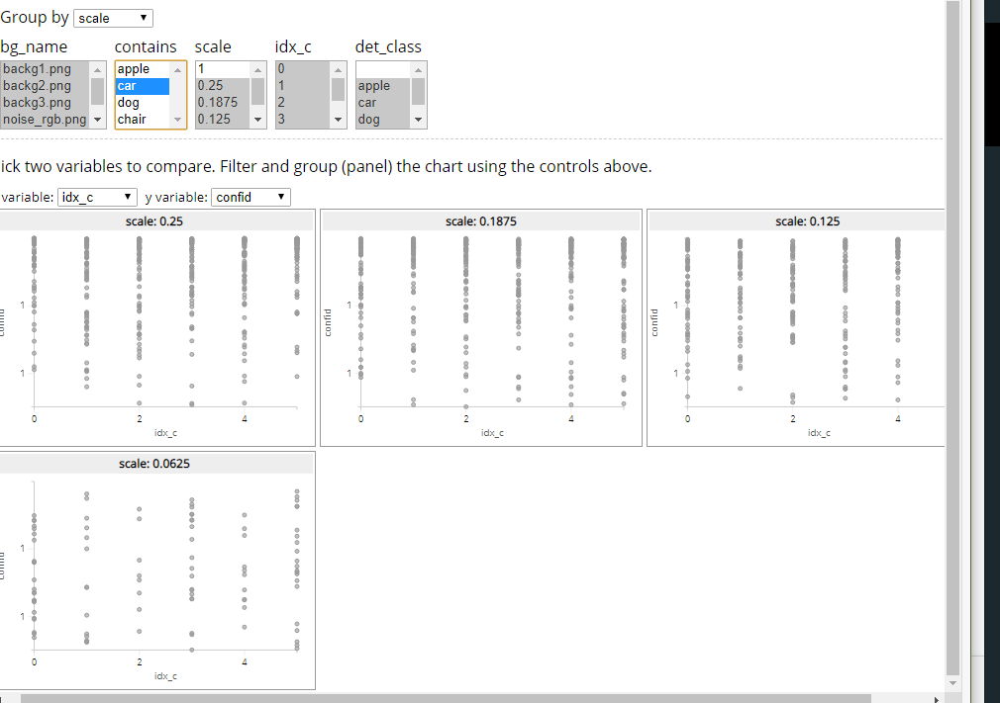 Group by scale
bg_name contains scale idx_c det_class
backg1.png apple 1 0
backg2.png car 0.25 1 apple
backg3.png dog 0.1875 2 car
noise_rgb.png chair 0.125 3 dog
ick two variables to compare. Filter and group (panel) the chart using the controls above.
variable: idx_c y variable: confid
scale: 0.25 scale: 0.1875 scale: 0.125
1 1 1
confid confid confid
1 1 1
0 2 4 0 2 4 0 2 4
idx_c idx_c idx_c
scale: 0.0625
1
confid
1
0 2 4
idx_c